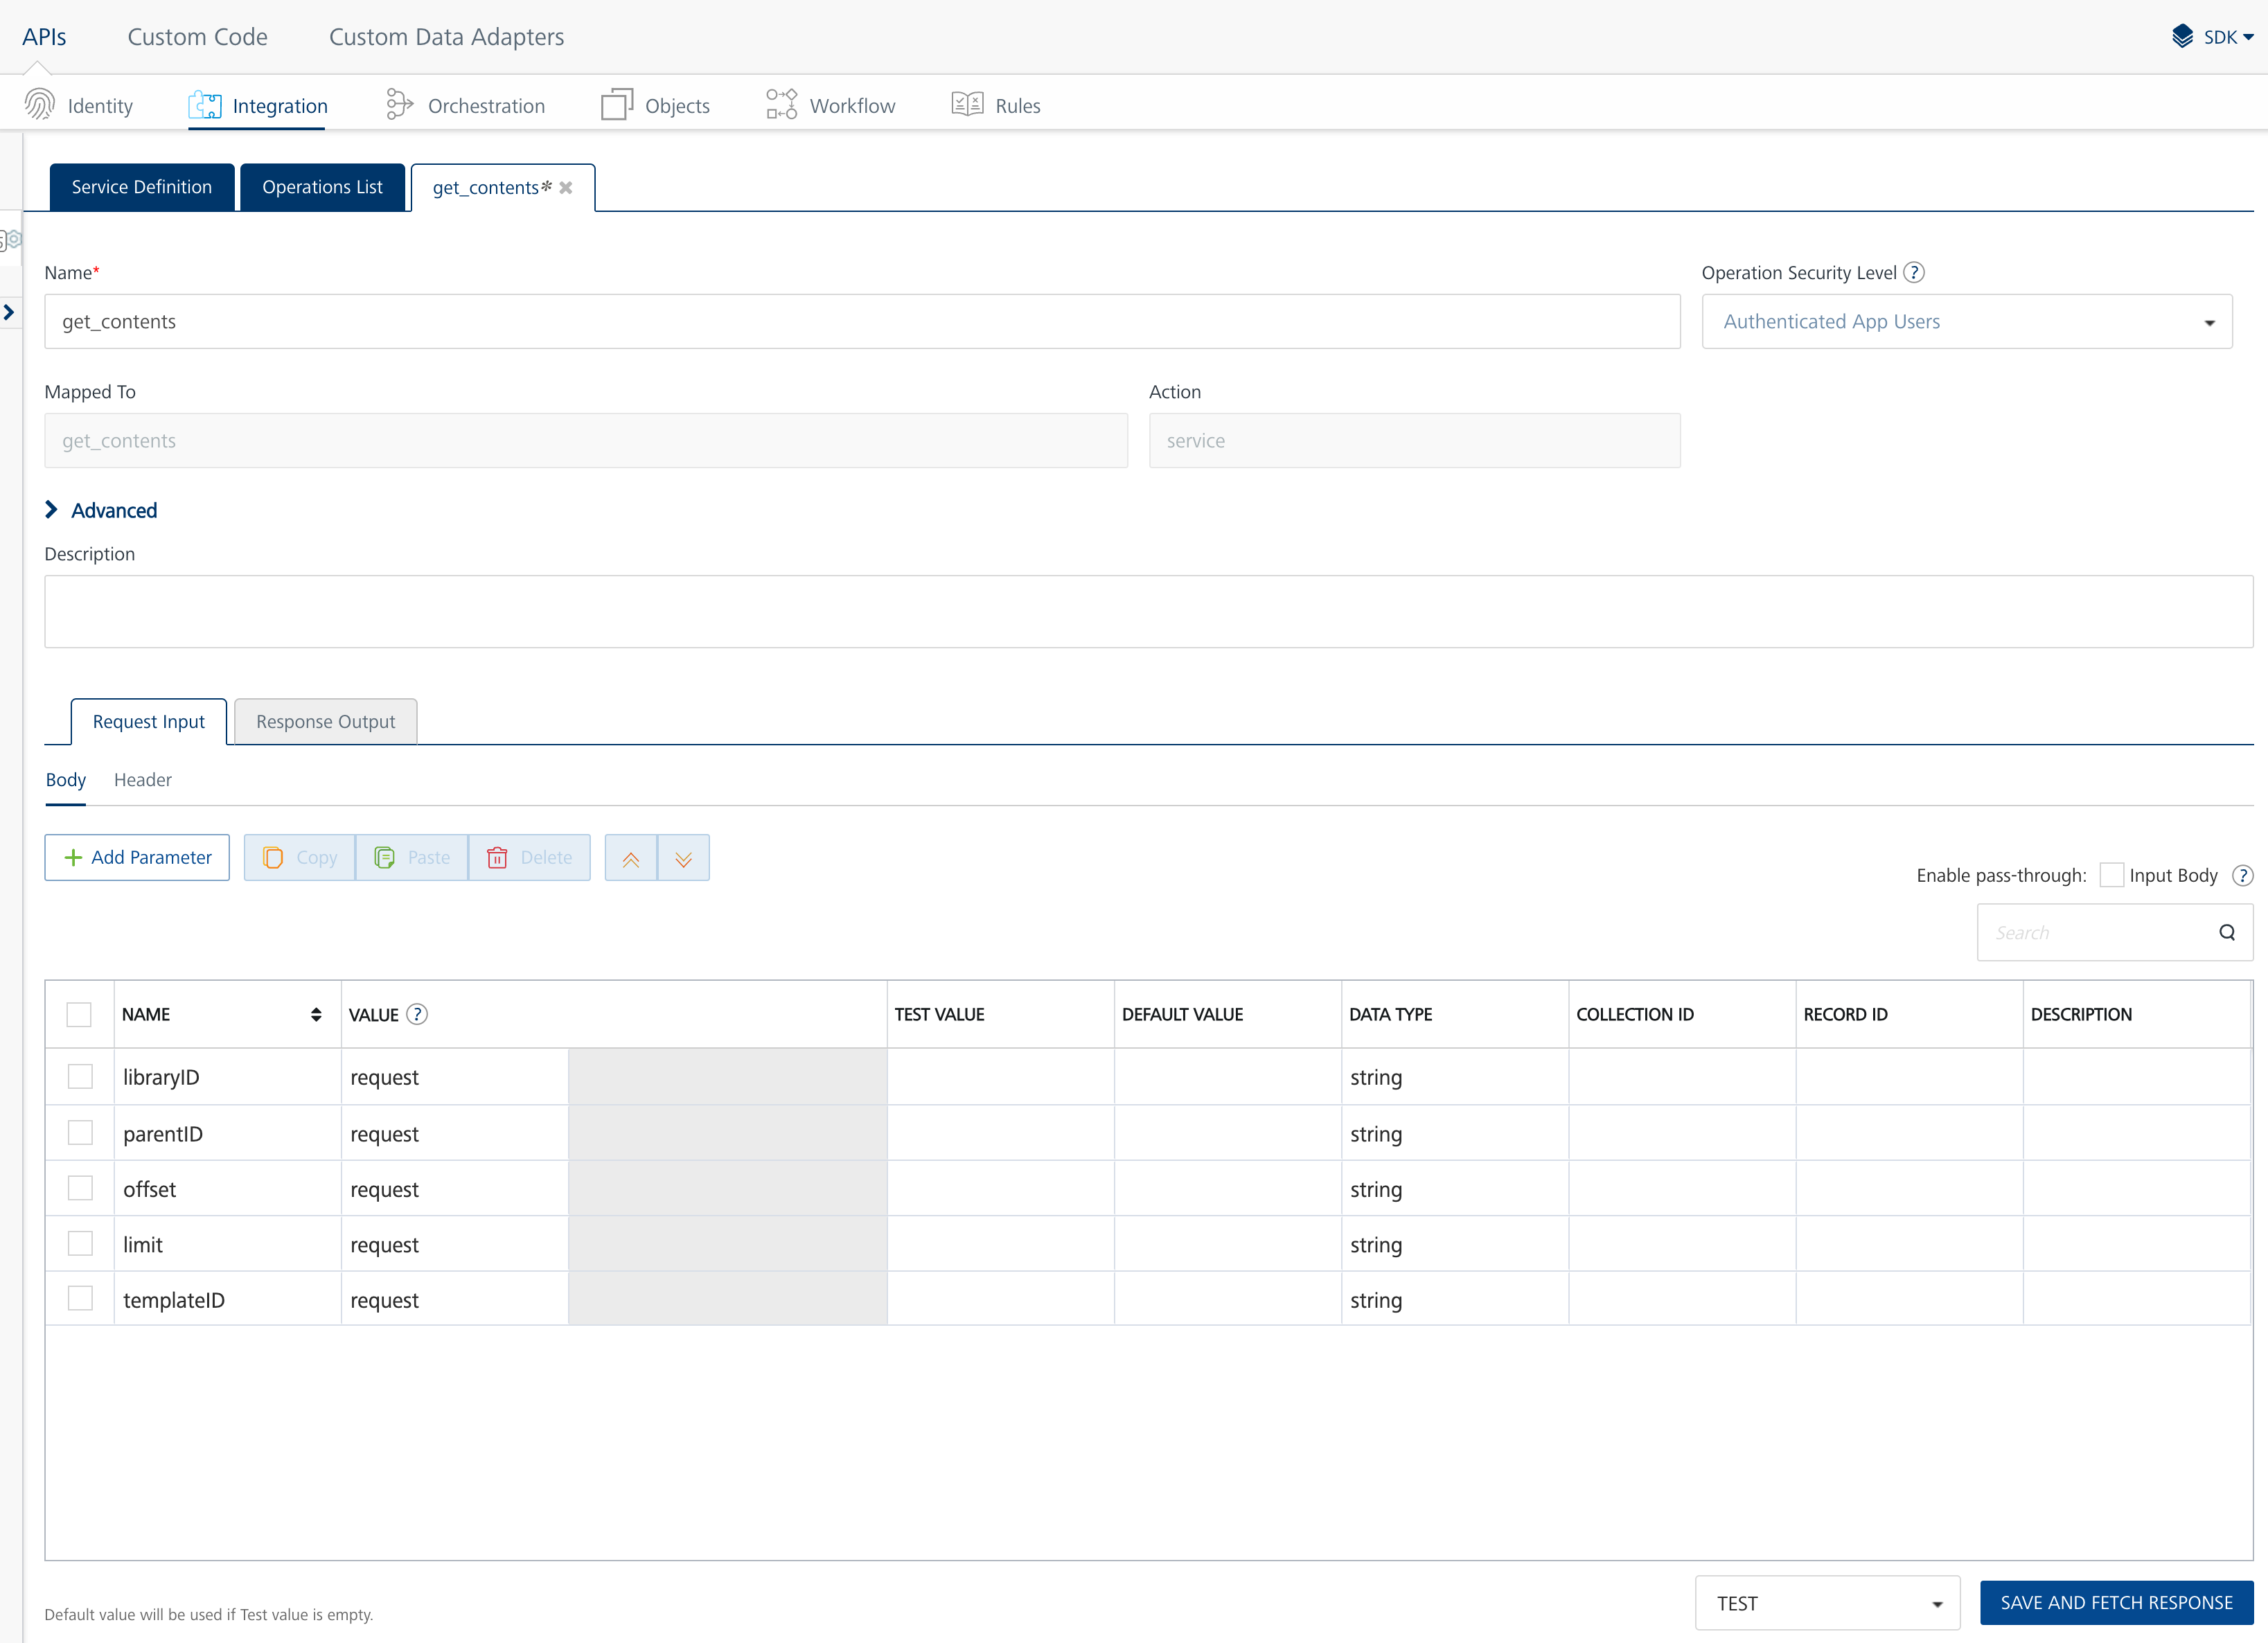 APIs Custom Code Custom Data Adapters SDK
Identity Integration Orchestration Objects Workflow Rules
Service Definition Operations List get_contents*
Name* Operation Security Level ?
get_contents Authenticated App Users
Mapped To Action
get_contents service
Advanced
Description
Request Input Response Output
Body Header
Add Parameter Copy Paste Delete
Enable pass-through: Input Body ?
Search
NAME VALUE ? TEST VALUE DEFAULT VALUE DATA TYPE COLLECTION ID RECORD ID DESCRIPTION
libraryID request string
parentID request string
offset request string
limit request string
templateID request string
Default value will be used if Test value is empty. TEST SAVE AND FETCH RESPONSE